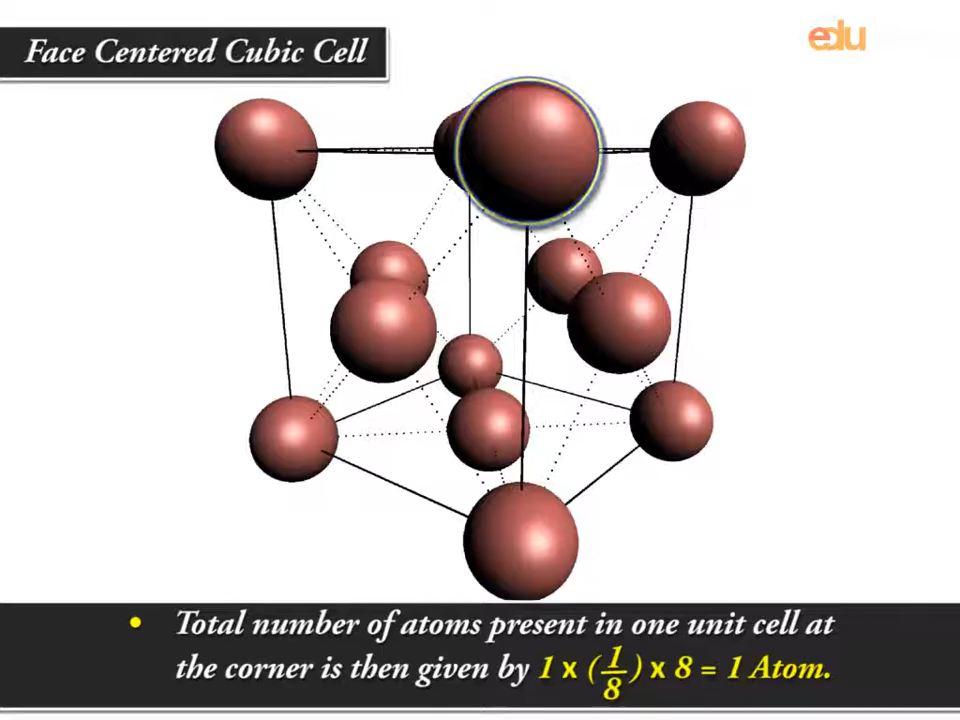 Face Centered Cubic Cell
edu
• Total number of atoms present in one unit cell at
the corner is then given by 1 x (1/8) x 8 = 1 Atom.